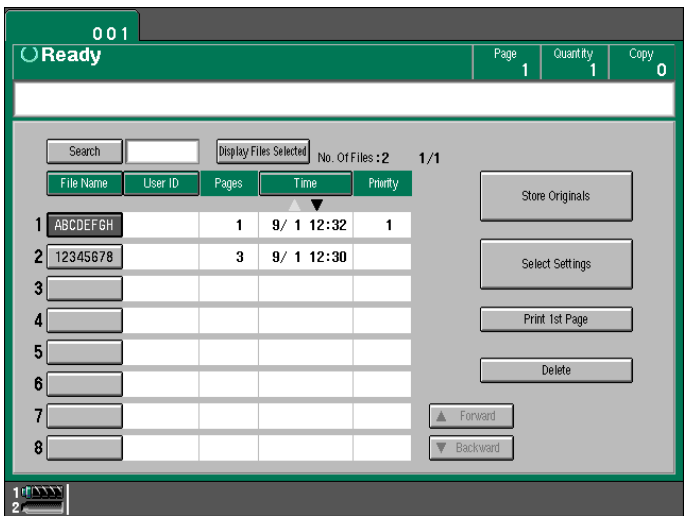 001
Ready
Page 1 Quantity 1 Copy 0
Search Display Files Selected No. Of Files :2 1/1
File Name User ID Pages Time Priority
Store Originals
1 ABCDEFGH 1 9/ 1 12:32 1
2 12345678 3 9/ 1 12:30
Select Settings
3
4
Print 1st Page
5
Delete
6
7 ▲ Forward
8 ▼ Backward
1
2